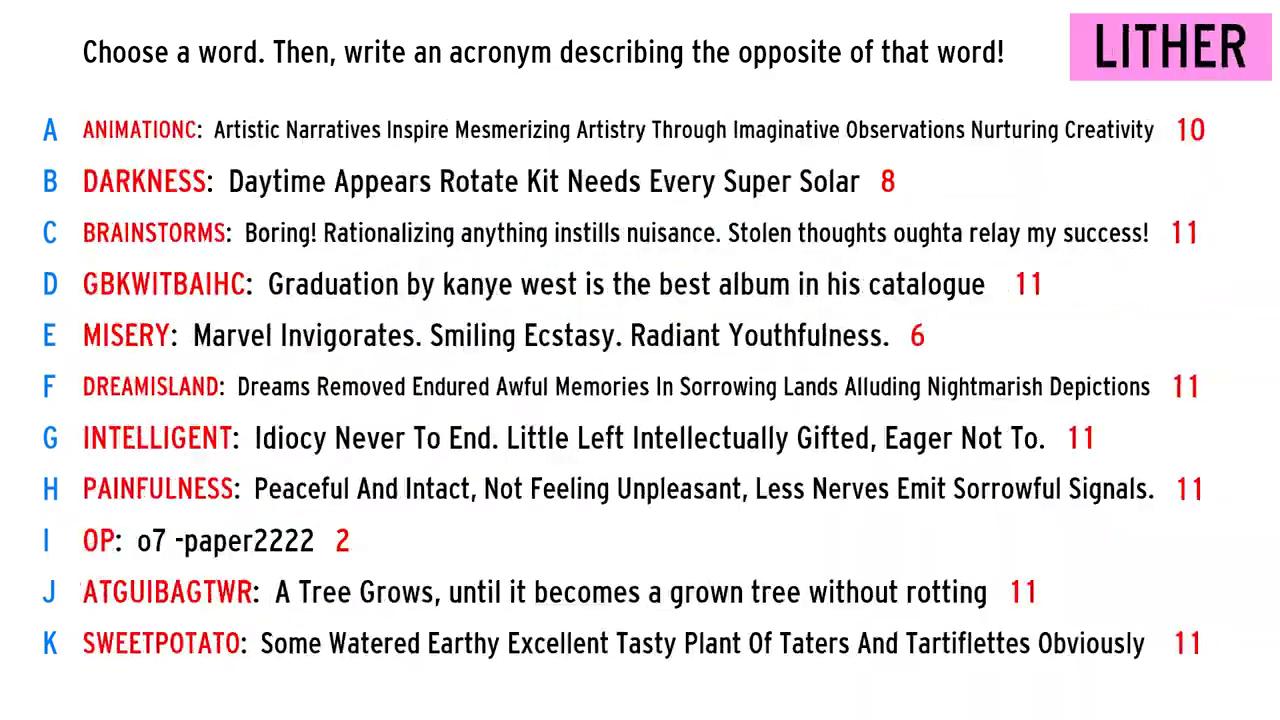 Choose a word. Then, write an acronym describing the opposite of that word!
LITHER
A ANIMATIONC: Artistic Narratives Inspire Mesmerizing Artistry Through Imaginative Observations Nurturing Creativity 10
B DARKNESS: Daytime Appears Rotate Kit Needs Every Super Solar 8
C BRAINSTORMS: Boring! Rationalizing anything instills nuisance. Stolen thoughts oughta relay my success! 11
D GBKWITBAIHC: Graduation by kanye west is the best album in his catalogue 11
E MISERY: Marvel Invigorates. Smiling Ecstasy. Radiant Youthfulness. 6
F DREAMISLAND: Dreams Removed Endured Awful Memories In Sorrowing Lands Alluding Nightmarish Depictions 11
G INTELLIGENT: Idiocy Never To End. Little Left Intellectually Gifted, Eager Not To. 11
H PAINFULNESS: Peaceful And Intact, Not Feeling Unpleasant, Less Nerves Emit Sorrowful Signals. 11
I OP: o7 -paper2222 2
J ATGUIBAGTWR: A Tree Grows, until it becomes a grown tree without rotting 11
K SWEETPOTATO: Some Watered Earthy Excellent Tasty Plant Of Taters And Tartiflettes Obviously 11